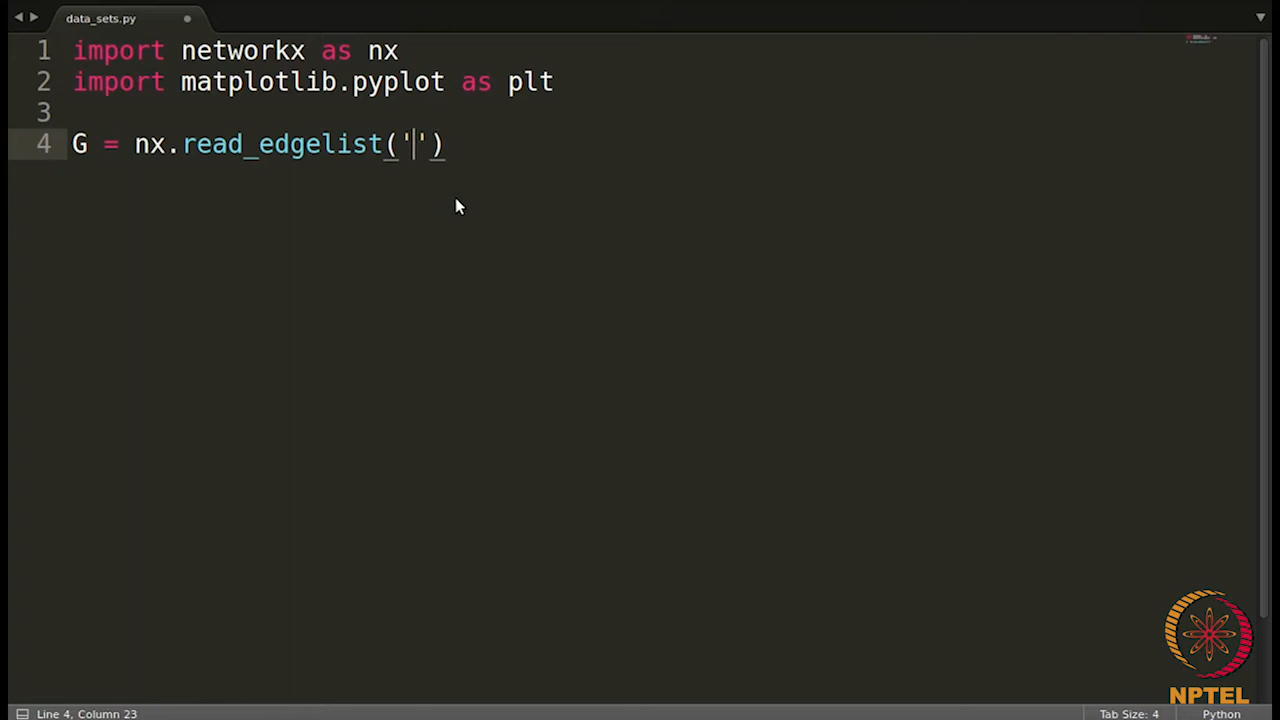 data_sets.py
1 import networkx as nx
2 import matplotlib.pyplot as plt
3
4 G = nx.read_edgelist('')
NPTEL
Line 4, Column 23
Tab Size: 4
Python